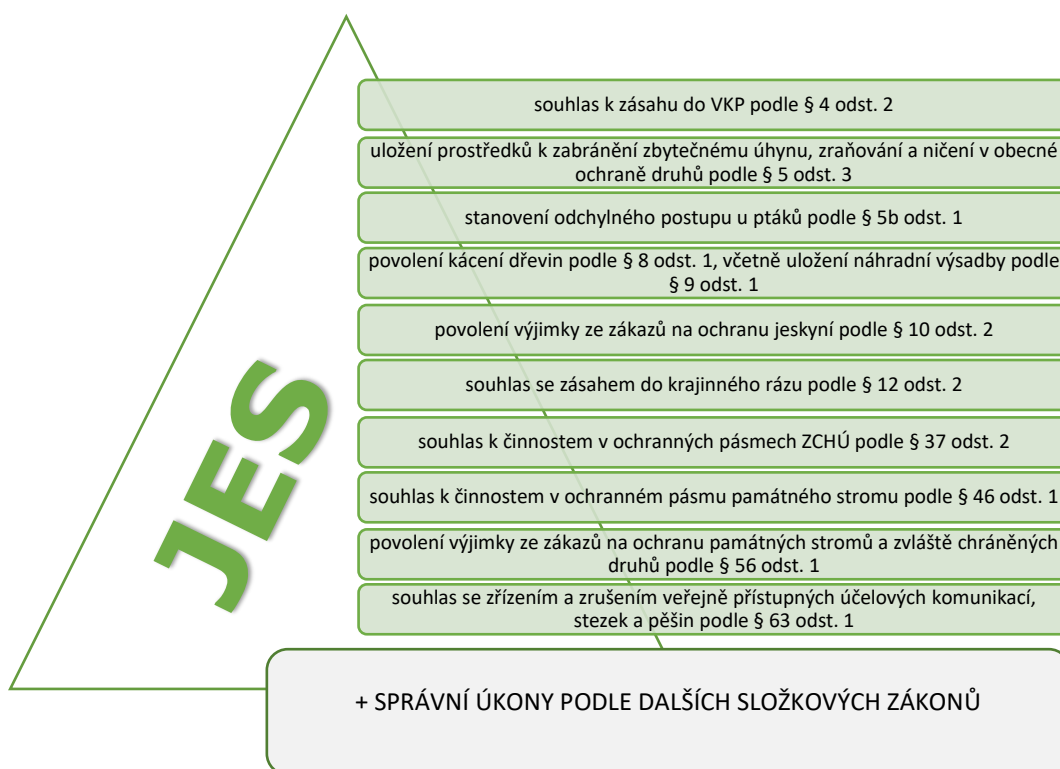 souhlas k zásahu do VKP podle § 4 odst. 2
uložení prostředků k zabránění zbytečnému úhynu, zraňování a ničení v obecné
ochraně druhů podle § 5 odst. 3
stanovení odchylného postupu u ptáků podle § 5b odst. 1
povolení kácení dřevin podle § 8 odst. 1, včetně uložení náhradní výsadby podle
§ 9 odst. 1
povolení výjimky ze zákazů na ochranu jeskyní podle § 10 odst. 2
souhlas se zásahem do krajinného rázu podle § 12 odst. 2
souhlas k činnostem v ochranných pásmech ZCHÚ podle § 37 odst. 2
souhlas k činnostem v ochranném pásmu památného stromu podle § 46 odst. 1
povolení výjimky ze zákazů na ochranu památných stromů a zvláště chráněných
druhů podle § 56 odst. 1
souhlas se zřízením a zrušením veřejně přístupných účelových komunikací,
stezek a pěšin podle § 63 odst. 1
JES
+ SPRÁVNÍ ÚKONY PODLE DALŠÍCH SLOŽKOVÝCH ZÁKONŮ